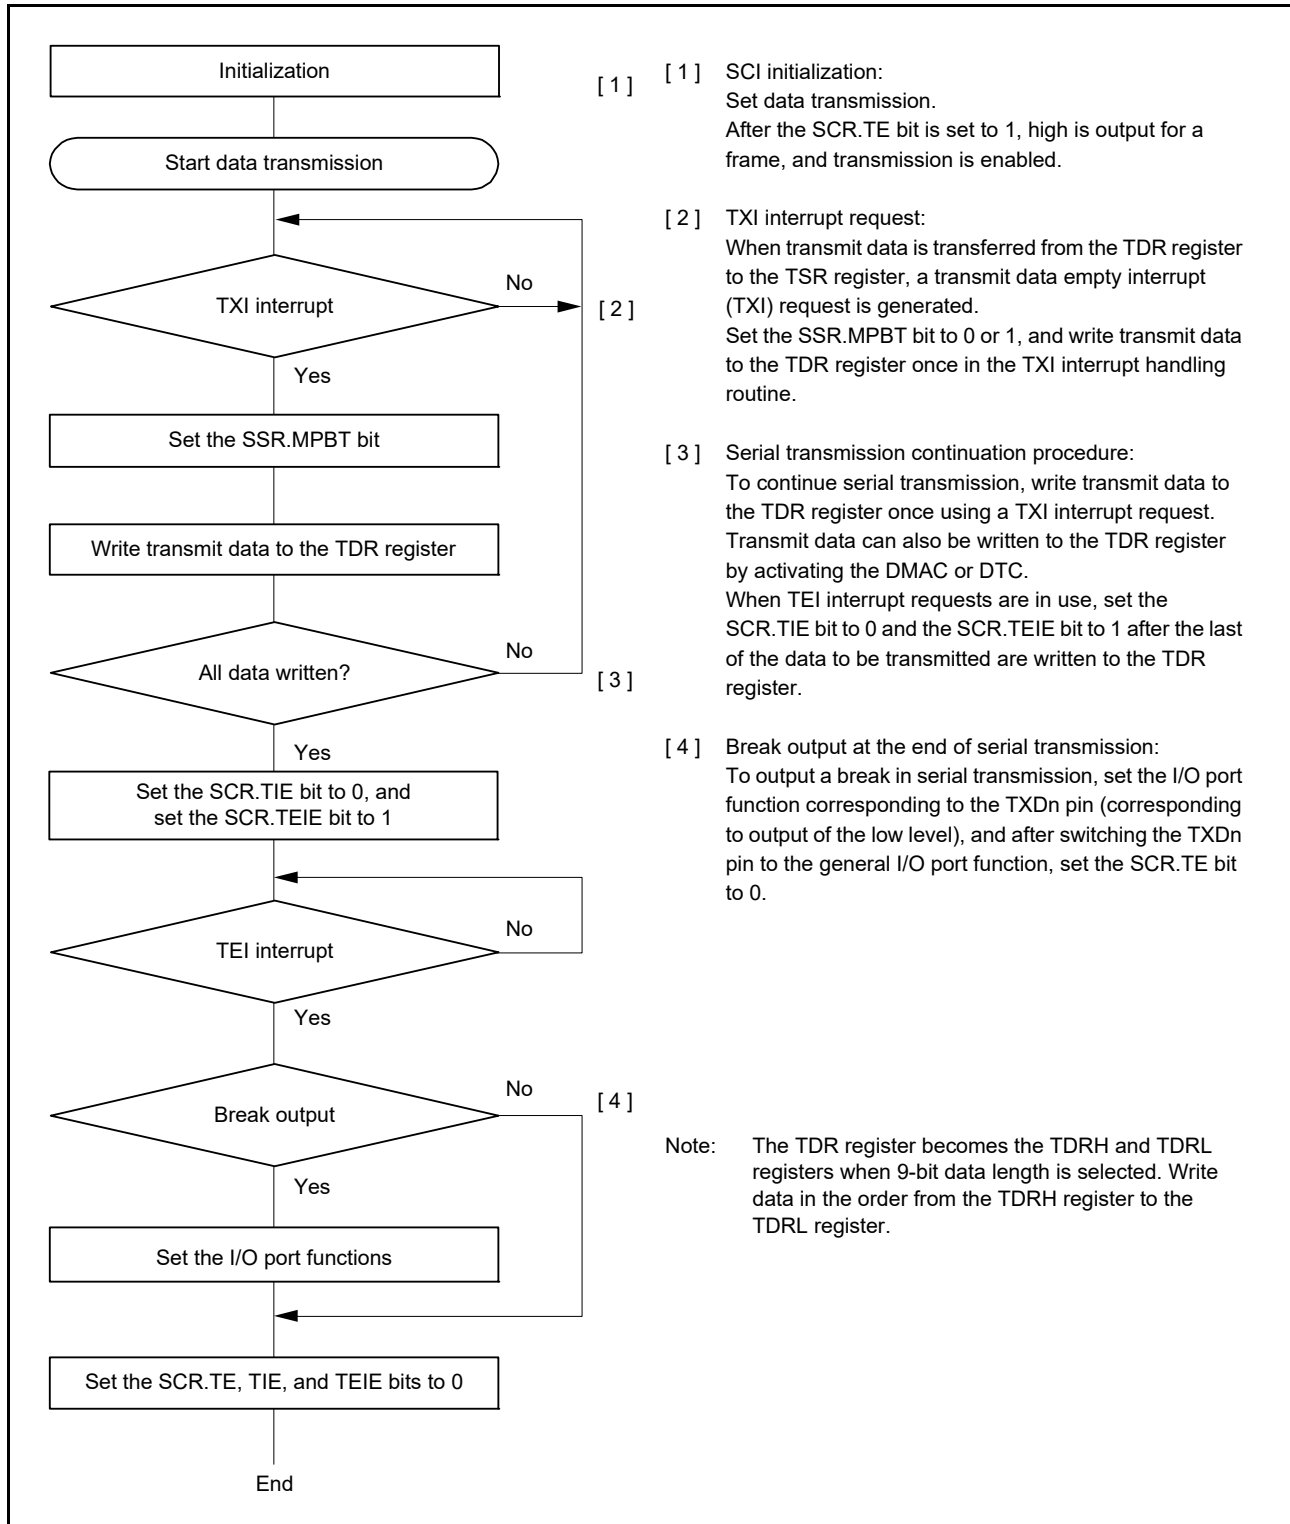 Initialization
[ 1 ]
Start data transmission
No
TXI interrupt
[ 2 ]
Yes
Set the SSR.MPBT bit
Write transmit data to the TDR register
No
All data written?
[ 3 ]
Yes
Set the SCR.TIE bit to 0, and
set the SCR.TEIE bit to 1
No
TEI interrupt
Yes
No
Break output
[ 4 ]
Yes
Set the I/O port functions
Set the SCR.TE, TIE, and TEIE bits to 0
End
[ 1 ] SCI initialization:
Set data transmission.
After the SCR.TE bit is set to 1, high is output for a
frame, and transmission is enabled.
[ 2 ] TXI interrupt request:
When transmit data is transferred from the TDR register
to the TSR register, a transmit data empty interrupt
(TXI) request is generated.
Set the SSR.MPBT bit to 0 or 1, and write transmit data
to the TDR register once in the TXI interrupt handling
routine.
[ 3 ] Serial transmission continuation procedure:
To continue serial transmission, write transmit data to
the TDR register once using a TXI interrupt request.
Transmit data can also be written to the TDR register
by activating the DMAC or DTC.
When TEI interrupt requests are in use, set the
SCR.TIE bit to 0 and the SCR.TEIE bit to 1 after the last
of the data to be transmitted are written to the TDR
register.
[ 4 ] Break output at the end of serial transmission:
To output a break in serial transmission, set the I/O port
function corresponding to the TXDn pin (corresponding
to output of the low level), and after switching the TXDn
pin to the general I/O port function, set the SCR.TE bit
to 0.
Note: The TDR register becomes the TDRH and TDRL
registers when 9-bit data length is selected. Write
data in the order from the TDRH register to the
TDRL register.